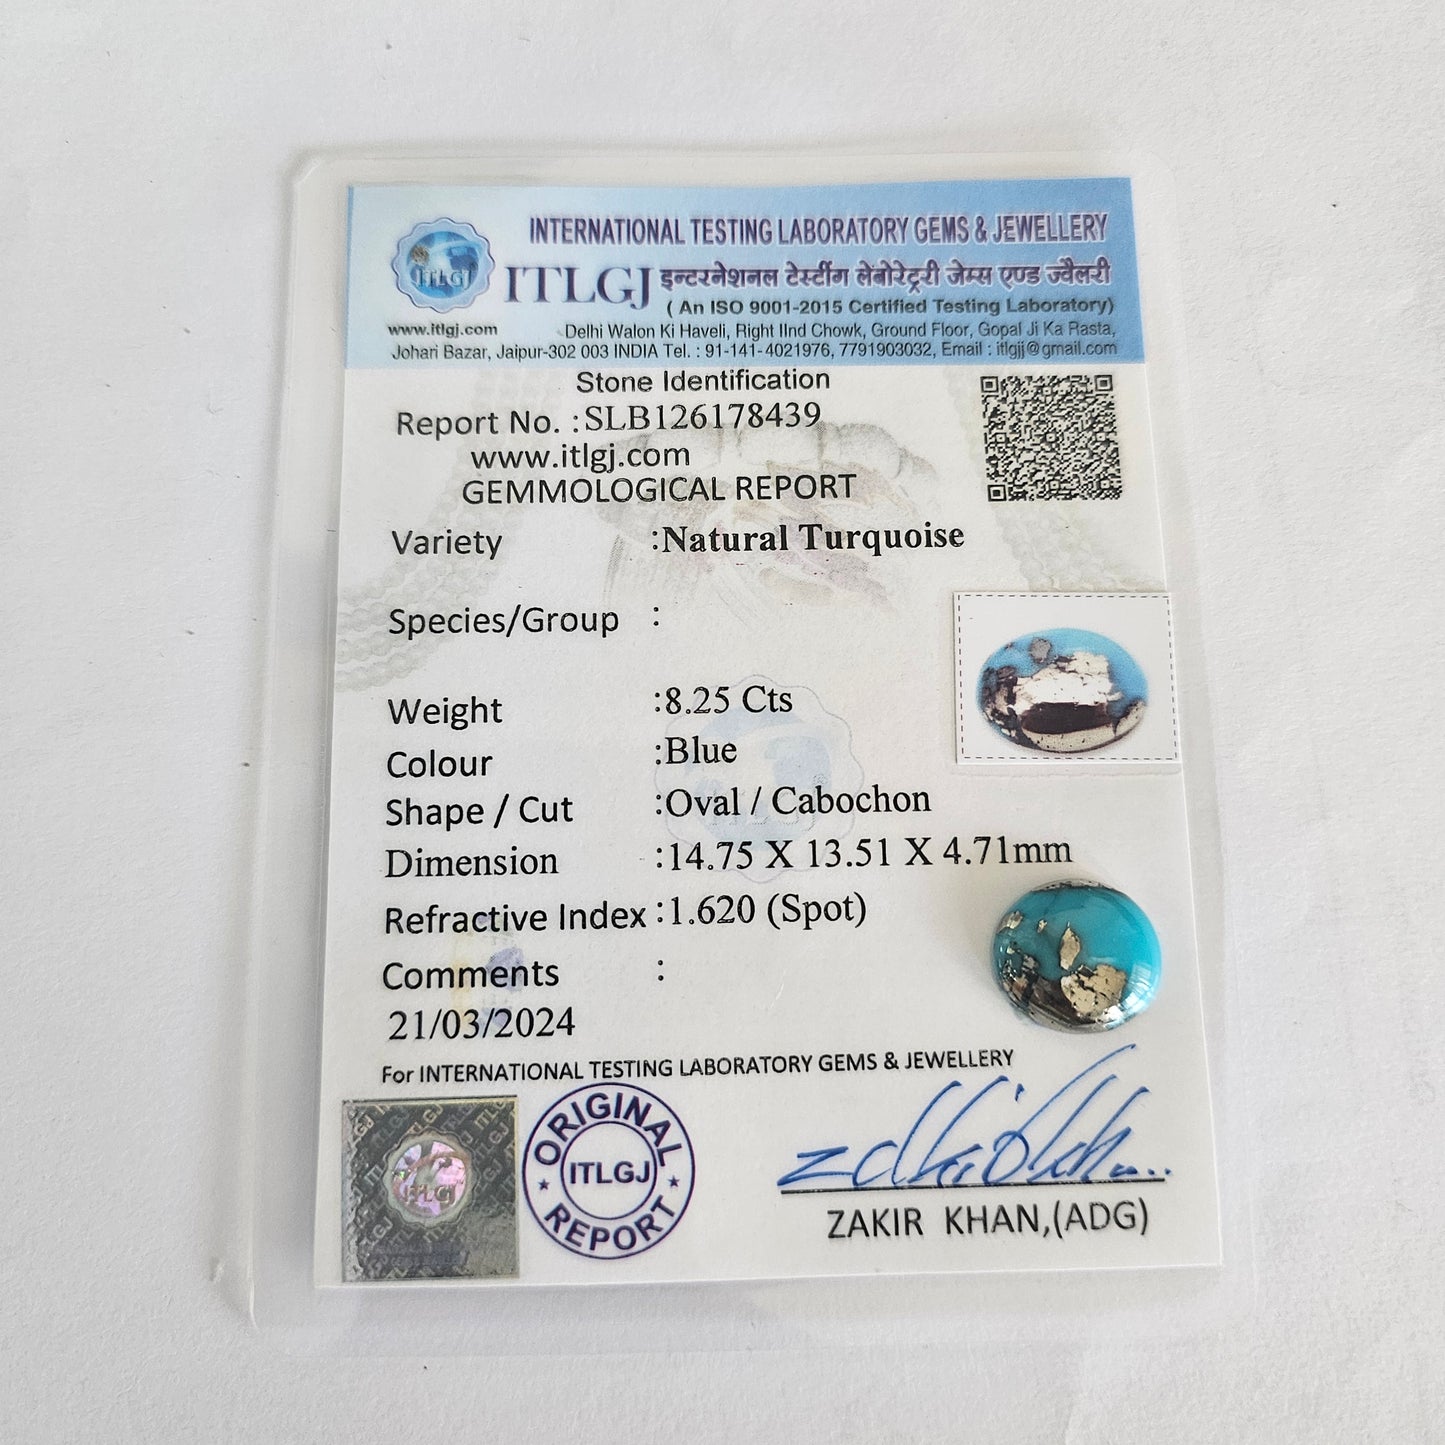 INTERNATIONAL TESTING LABORATORY GEMS & JEWELLERY
ITLGJ
ITLGJ इन्टरनेशनल टेस्टींग लेबोरेट्ररी जेम्स एण्ड ज्वैलरी
( An ISO 9001-2015 Certified Testing Laboratory)
www.itlgj.com Delhi Walon Ki Haveli, Right IInd Chowk, Ground Floor, Gopal Ji Ka Rasta,
Johari Bazar, Jaipur-302 003 INDIA Tel. : 91-141-4021976, 7791903032, Email : itlgjj@gmail.com
Stone Identification
Report No. :SLB126178439
www.itlgj.com
GEMMOLOGICAL REPORT
Variety :Natural Turquoise
Species/Group :
Weight :8.25 Cts
Colour :Blue
Shape / Cut :Oval / Cabochon
Dimension :14.75 X 13.51 X 4.71mm
Refractive Index :1.620 (Spot)
Comments :
21/03/2024
For INTERNATIONAL TESTING LABORATORY GEMS & JEWELLERY
ITLGJ
ORIGINAL
ITLGJ
REPORT
ZAKIR KHAN,(ADG)